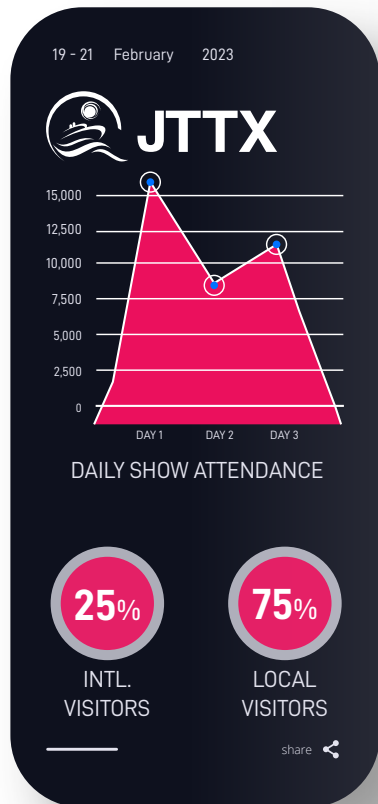 19 - 21 February 2023
JTTX
15,000
12,500
10,000
7,500
5,000
2,500
0
DAY 1 DAY 2 DAY 3
DAILY SHOW ATTENDANCE
25% 75%
INTL. LOCAL
VISITORS VISITORS
share